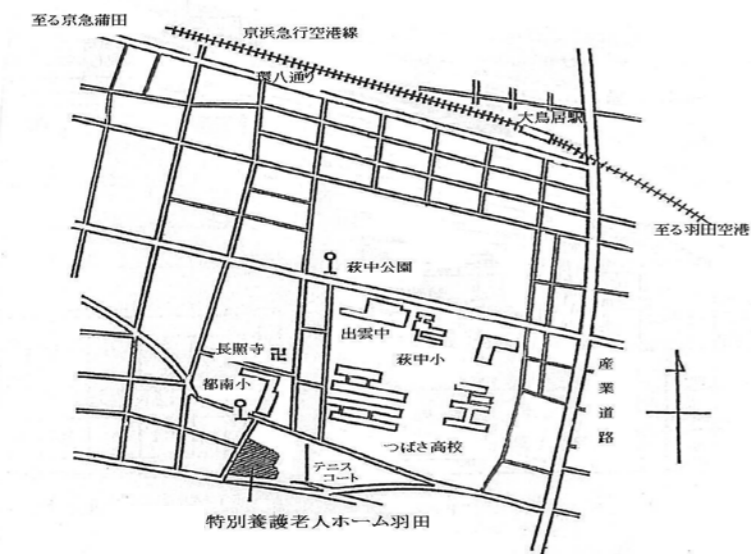 至る京急蒲田
京浜急行空港線
環八通り
大鳥居駅
至る羽田空港
萩中公園
出雲中
萩中小
長照寺
卍
都南小
産業道路
つばさ高校
テニス
コート
特別養護老人ホーム羽田